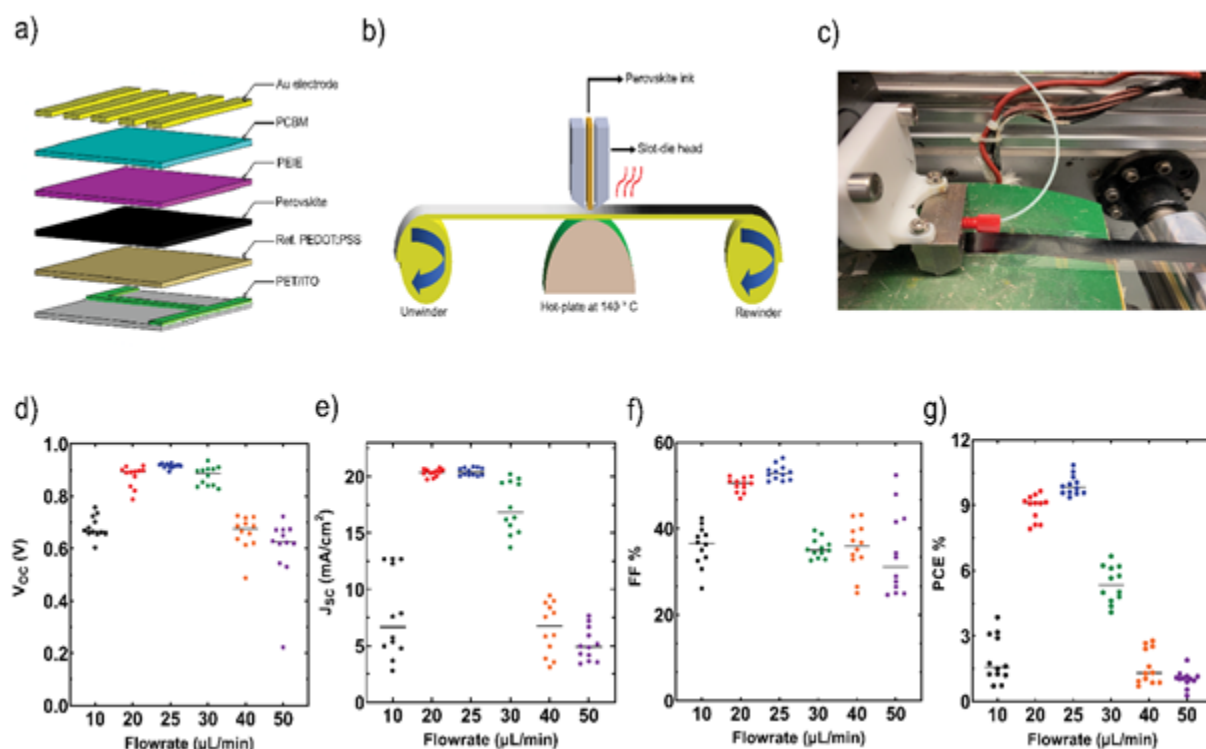 a)
Au electrode
PCBM
PEIE
Perovskite
Ref. PEDOT:PSS
PET/ITO
b)
Perovskite ink
Slot-die head
Unwinder
Hot-plate at 140 ° C
Rewinder
c)
d)
VOC (V)
1.0
0.8
0.6
0.4
0.2
0.0
10 20 25 30 40 50
Flowrate (µL/min)
e)
JSC (mA/cm²)
20
15
10
5
0
10 20 25 30 40 50
Flowrate (µL/min)
f)
FF %
60
40
20
0
10 20 25 30 40 50
Flowrate (µL/min)
g)
PCE %
12
9
6
3
0
10 20 25 30 40 50
Flowrate (µL/min)